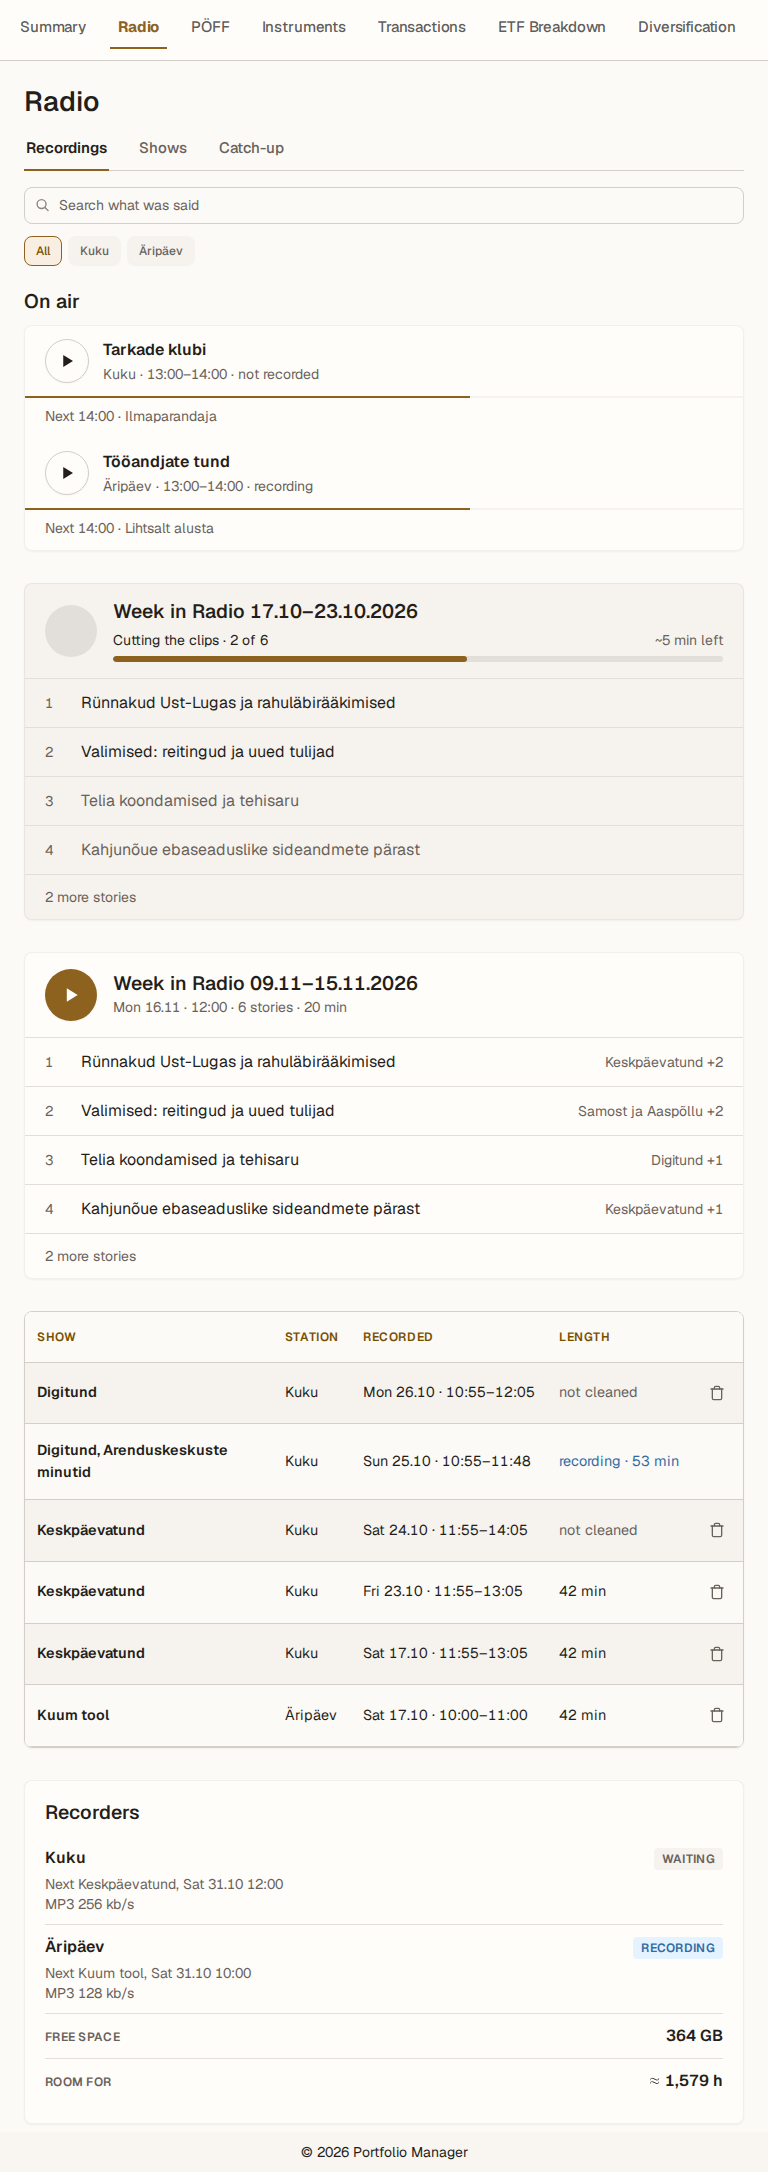 Summary Radio PÖFF Instruments Transactions ETF Breakdown Diversification
Radio
Recordings Shows Catch-up
Search what was said
All Kuku Äripäev
On air
Tarkade klubi
Kuku · 13:00–14:00 · not recorded
Next 14:00 · Ilmaparandaja
Tööandjate tund
Äripäev · 13:00–14:00 · recording
Next 14:00 · Lihtsalt alusta
Week in Radio 17.10–23.10.2026
Cutting the clips · 2 of 6 ~5 min left
1 Rünnakud Ust-Lugas ja rahuläbirääkimised
2 Valimised: reitingud ja uued tulijad
3 Telia koondamised ja tehisaru
4 Kahjunõue ebaseaduslike sideandmete pärast
2 more stories
Week in Radio 09.11–15.11.2026
Mon 16.11 · 12:00 · 6 stories · 20 min
1 Rünnakud Ust-Lugas ja rahuläbirääkimised Keskpäevatund +2
2 Valimised: reitingud ja uued tulijad Samost ja Aaspõllu +2
3 Telia koondamised ja tehisaru Digitund +1
4 Kahjunõue ebaseaduslike sideandmete pärast Keskpäevatund +1
2 more stories
SHOW STATION RECORDED LENGTH
Digitund Kuku Mon 26.10 · 10:55–12:05 not cleaned
Digitund, Arenduskeskuste
minutid Kuku Sun 25.10 · 10:55–11:48 recording · 53 min
Keskpäevatund Kuku Sat 24.10 · 11:55–14:05 not cleaned
Keskpäevatund Kuku Fri 23.10 · 11:55–13:05 42 min
Keskpäevatund Kuku Sat 17.10 · 11:55–13:05 42 min
Kuum tool Äripäev Sat 17.10 · 10:00–11:00 42 min
Recorders
Kuku WAITING
Next Keskpäevatund, Sat 31.10 12:00
MP3 256 kb/s
Äripäev RECORDING
Next Kuum tool, Sat 31.10 10:00
MP3 128 kb/s
FREE SPACE 364 GB
ROOM FOR ≈ 1,579 h
© 2026 Portfolio Manager